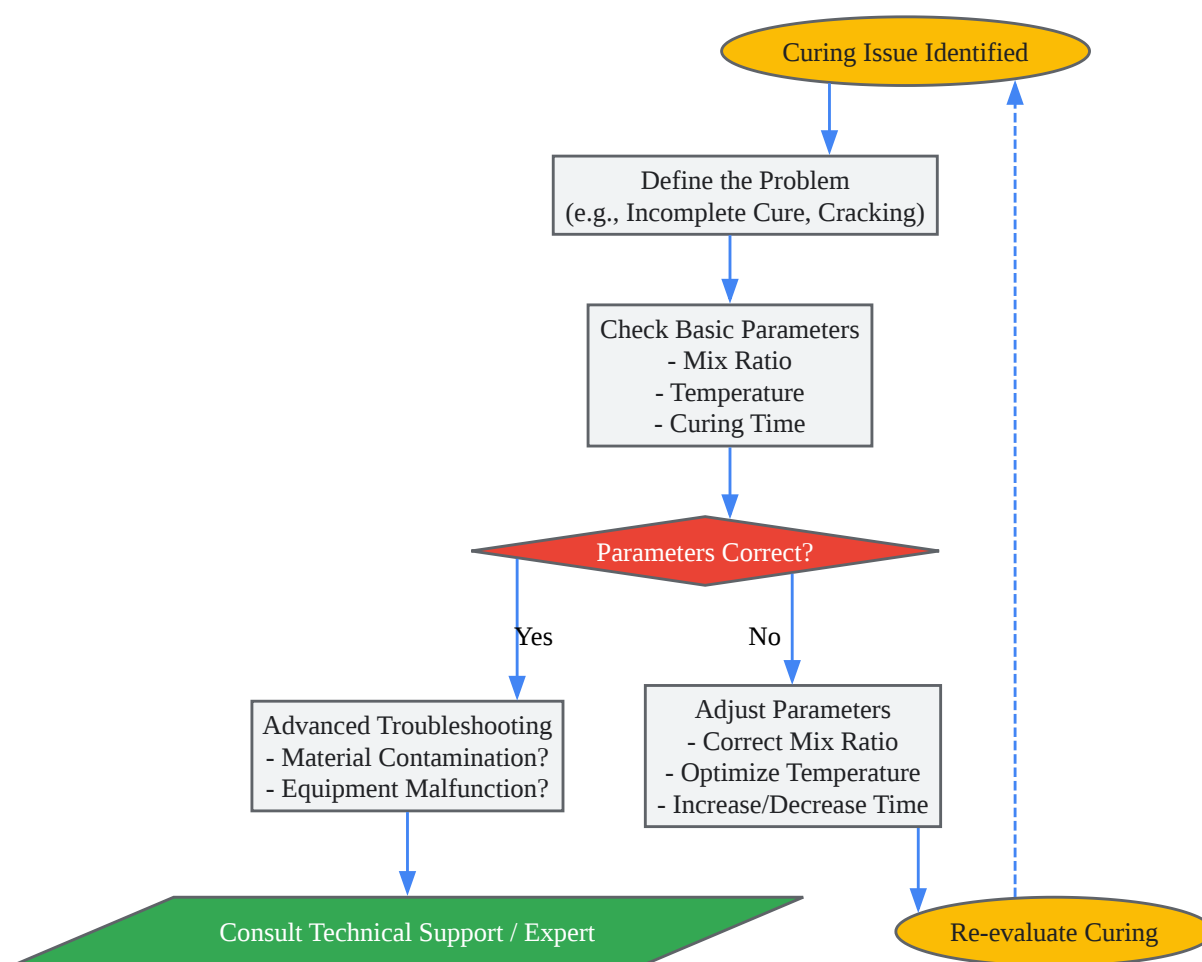 Curing Issue Identified
Define the Problem
(e.g., Incomplete Cure, Cracking)
Check Basic Parameters
- Mix Ratio
- Temperature
- Curing Time
Parameters Correct?
Yes
No
Advanced Troubleshooting
- Material Contamination?
- Equipment Malfunction?
Adjust Parameters
- Correct Mix Ratio
- Optimize Temperature
- Increase/Decrease Time
Consult Technical Support / Expert
Re-evaluate Curing